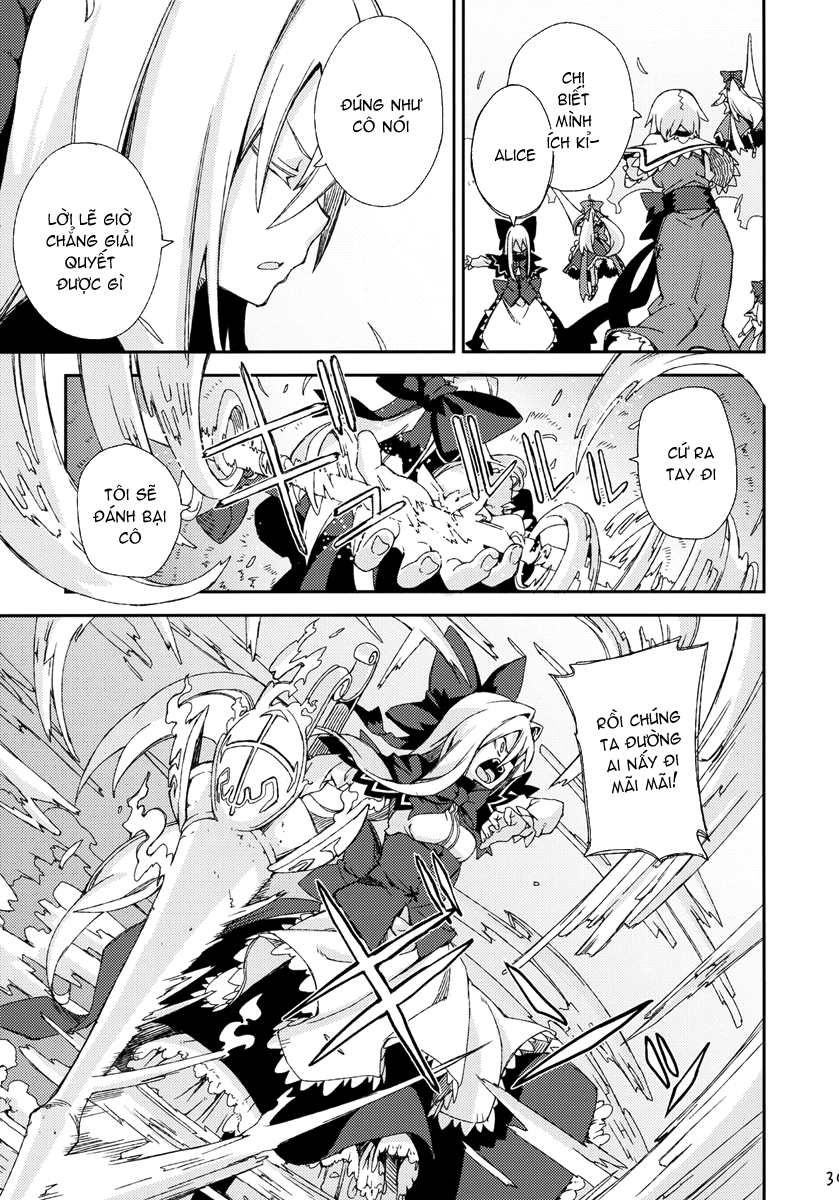 CHỊ
BIẾT MÌNH
ÍCH KỈ-
ALICE
ĐÚNG NHƯ
CÔ NÓI
LỜI LẼ GIỜ
CHẲNG GIẢI
QUYẾT
ĐƯỢC GÌ
CỨ RA
TAY ĐI
TÔI SẼ
ĐÁNH BẠI
CÔ
RỒI CHÚNG
TA ĐƯỜNG
AI NẤY ĐI
MÃI MÃI!